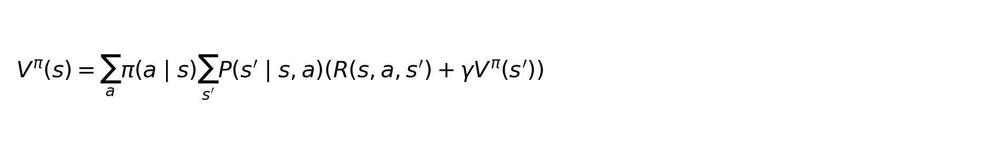 V^π(s) = ∑_a π(a | s) ∑_{s′} P(s′ | s, a)(R(s, a, s′) + γV^π(s′))